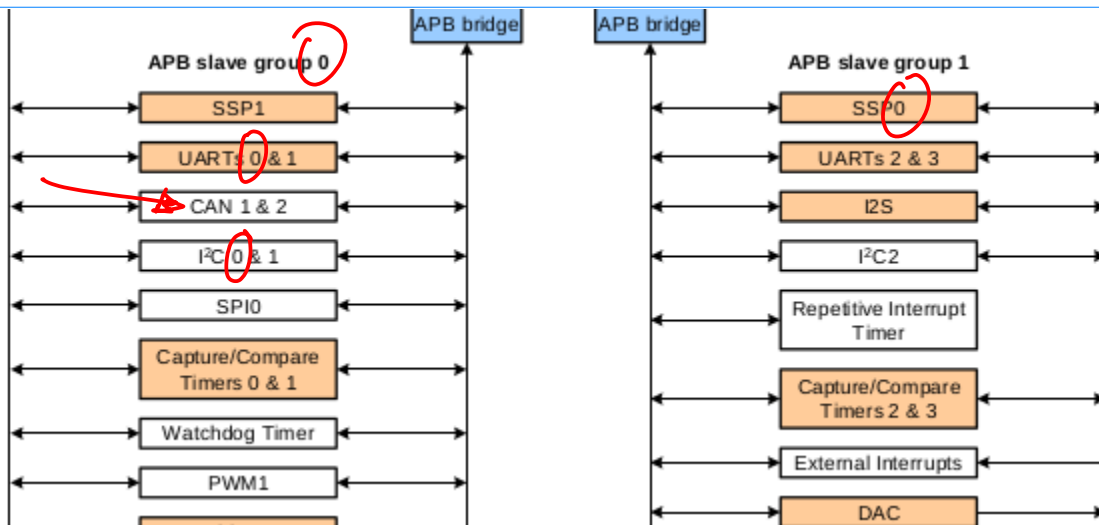 APB bridge
APB slave group 0
SSP1
UARTs 0 & 1
CAN 1 & 2
I²C 0 & 1
SPI0
Capture/Compare
Timers 0 & 1
Watchdog Timer
PWM1
APB bridge
APB slave group 1
SSP0
UARTs 2 & 3
I2S
I²C2
Repetitive Interrupt
Timer
Capture/Compare
Timers 2 & 3
External Interrupts
DAC